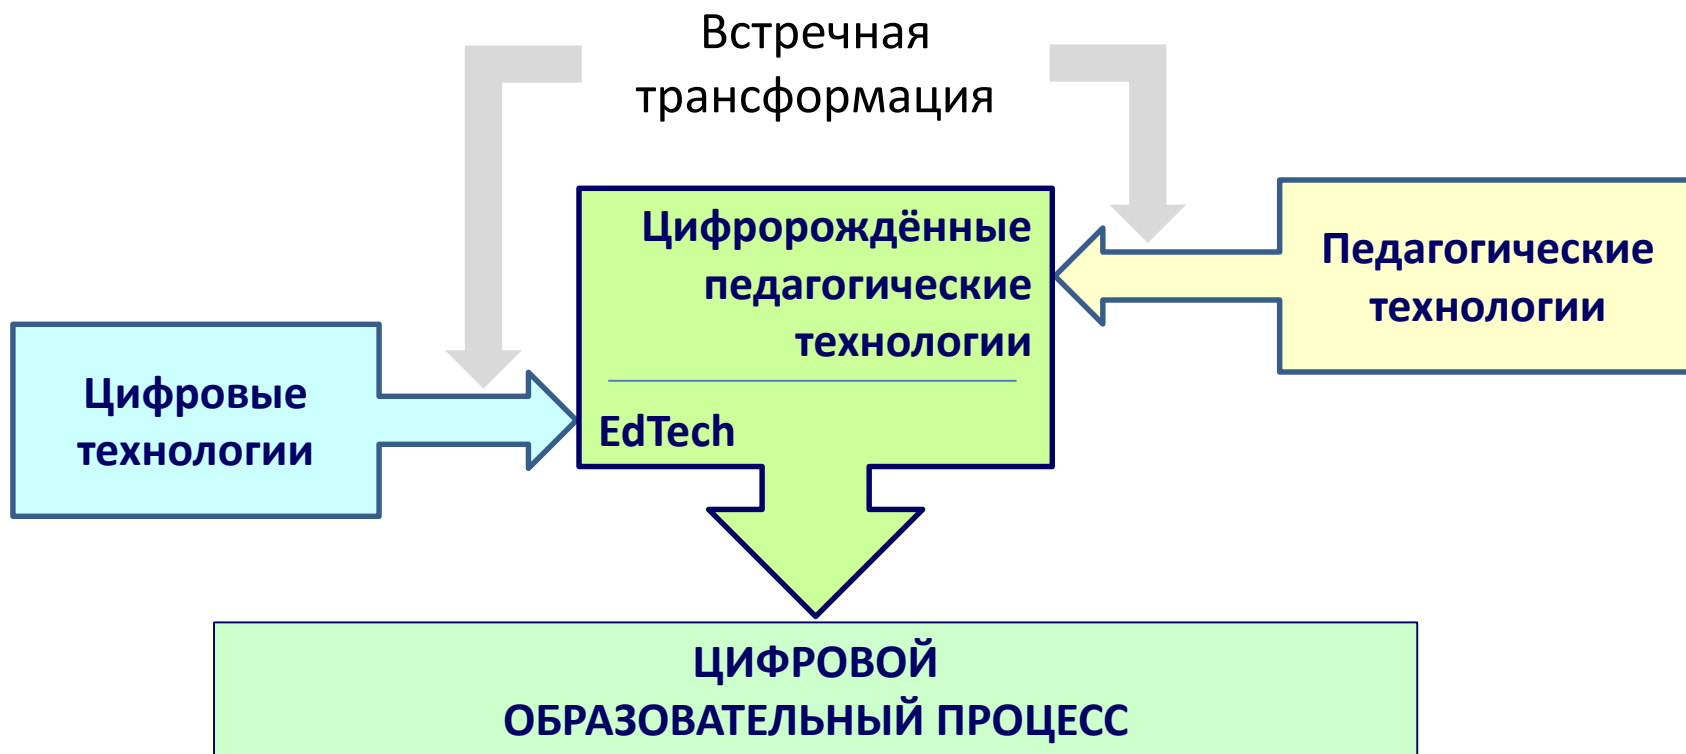 Встречная
трансформация
Цифророждённые
педагогические
технологии
EdTech
Педагогические
технологии
Цифровые
технологии
ЦИФРОВОЙ
ОБРАЗОВАТЕЛЬНЫЙ ПРОЦЕСС